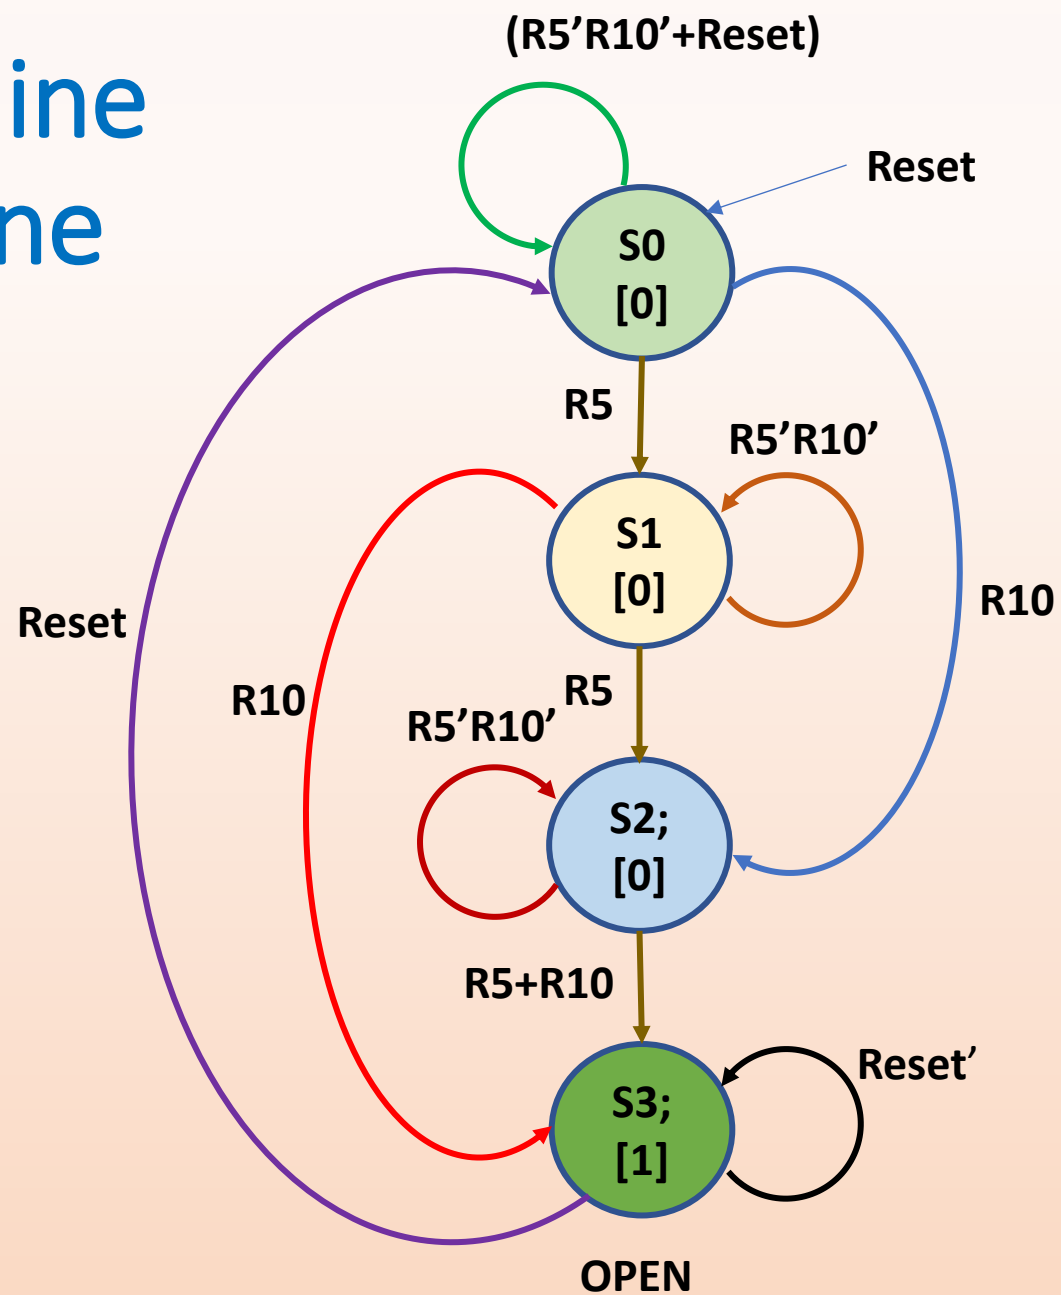 ine
ne
(R5’R10’+Reset)
Reset
S0
[0]
R5
R5’R10’
S1
[0]
R10
Reset
R5
R10
R5’R10’
S2;
[0]
R5+R10
Reset’
S3;
[1]
OPEN